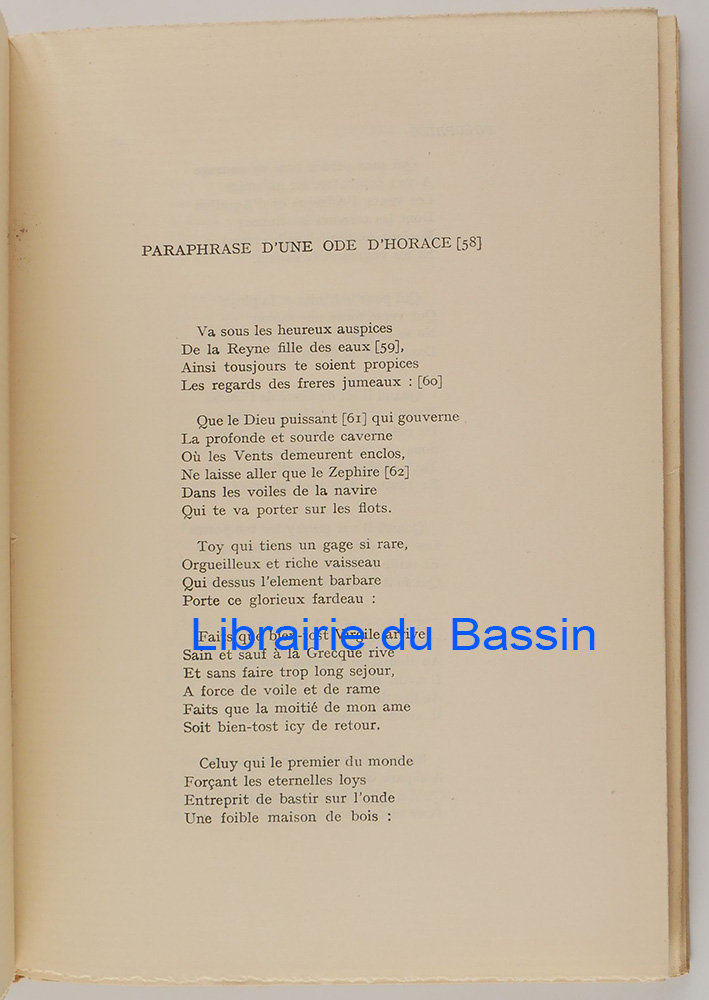 PARAPHRASE D'UNE ODE D'HORACE [58]
Va sous les heureux auspices
De la Reyne fille des eaux [59],
Ainsi tousjours te soient propices
Les regards des freres jumeaux : [60]
Que le Dieu puissant [61] qui gouverne
La profonde et sourde caverne
Où les Vents demeurent enclos,
Ne laisse aller que le Zephire [62]
Dans les voiles de la navire
Qui te va porter sur les flots.
Toy qui tiens un gage si rare,
Orgueilleux et riche vaisseau
Qui dessus l'element barbare
Porte ce glorieux fardeau :
Faits que bien-tost Virgile arrive
Librairie du Bassin
Sain et sauf à la Grecque rive
Et sans faire trop long sejour,
A force de voile et de rame
Faits que la moitié de mon ame
Soit bien-tost icy de retour.
Celuy qui le premier du monde
Forçant les eternelles loys
Entreprit de bastir sur l'onde
Une foible maison de bois :